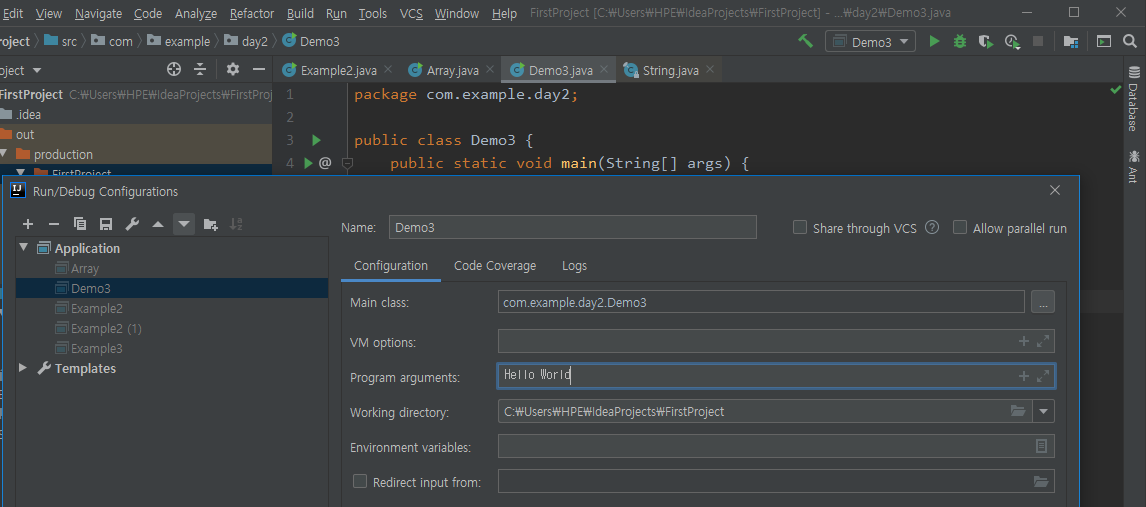 Edit View Navigate Code Analyze Refactor Build Run Tools VCS Window Help FirstProject [C:₩Users₩HPE₩IdeaProjects₩FirstProject] - ...₩day2₩Demo3.java
roject src com example day2 Demo3 Demo3
oject Example2.java Array.java Demo3.java String.java
FirstProject C:₩Users₩HPE₩IdeaProjects₩FirstProj
.idea
out
production
FirstProject
1 package com.example.day2;
2
3 public class Demo3 {
4 @ public static void main(String[] args) {
Database
Ant
Run/Debug Configurations
Application
Array
Demo3
Example2
Example2 (1)
Example3
Templates
Name: Demo3 Share through VCS ? Allow parallel run
Configuration Code Coverage Logs
Main class: com.example.day2.Demo3 ...
VM options:
Program arguments: Hello World
Working directory: C:₩Users₩HPE₩IdeaProjects₩FirstProject
Environment variables:
Redirect input from: